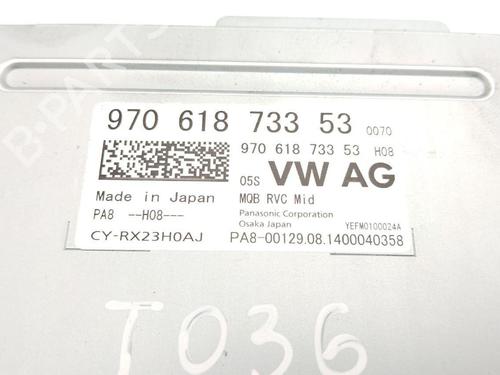 970 618 733 53 0070
970 618 733 53 H08
05S VW AG
Made in Japan MQB RVC Mid
PA8 --H08--- Panasonic Corporation
Osaka Japan YEFM0100024A
CY-RX23H0AJ PA8-00129.08.1400040358
T036
B-PARTS